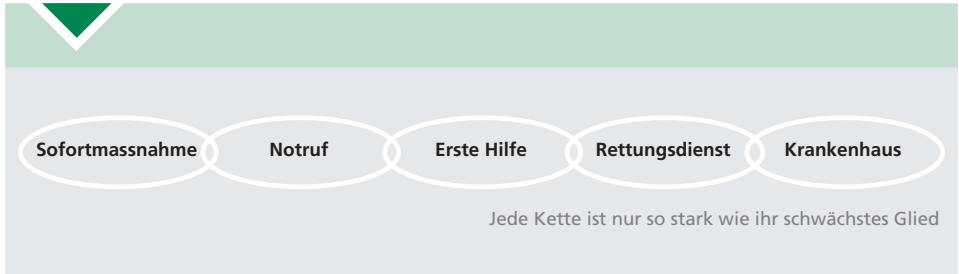 Sofortmassnahme Notruf Erste Hilfe Rettungsdienst Krankenhaus
Jede Kette ist nur so stark wie ihr schwächstes Glied